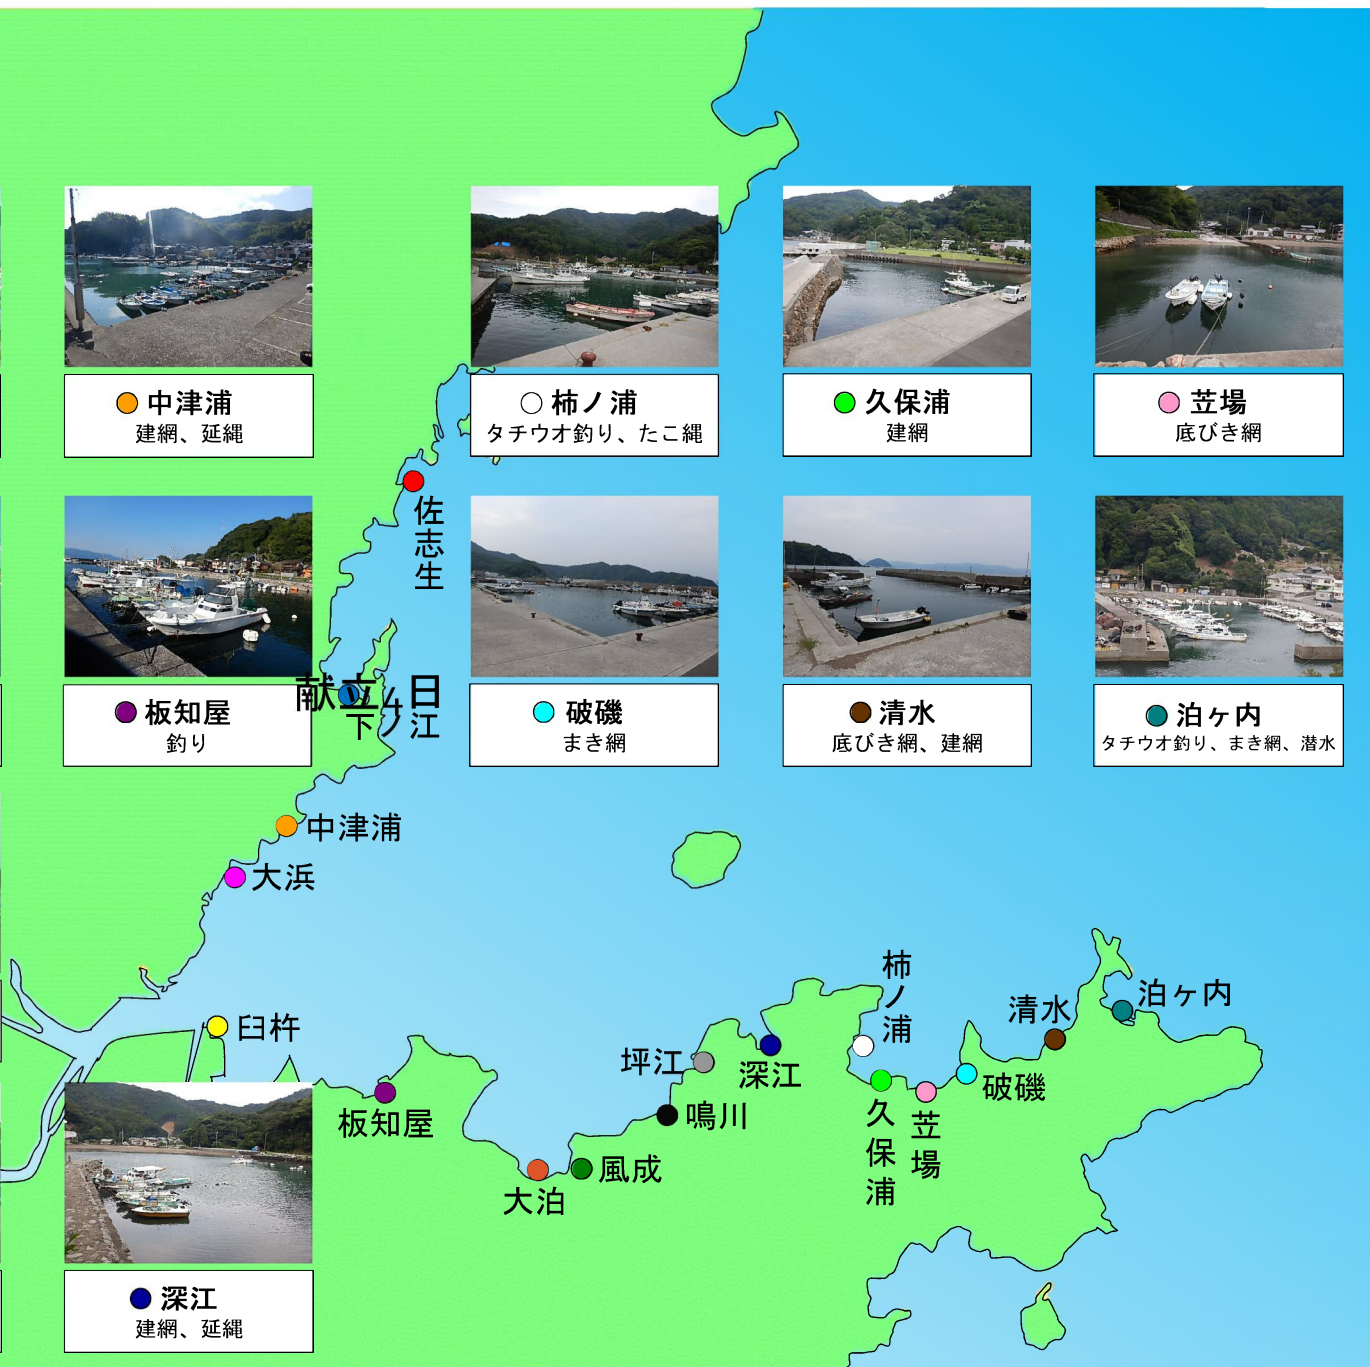 中津浦
建網、延縄
柿ノ浦
タチウオ釣り、たこ縄
久保浦
建網
苙場
底びき網
佐志生
板知屋
釣り
破磯
まき網
清水
底びき網、建網
泊ヶ内
タチウオ釣り、まき網、潜水
献立4日
下ノ江
中津浦
大浜
臼杵
板知屋
大泊
風成
鳴川
坪江
深江
柿ノ浦
久保浦
苙場
破磯
清水
泊ヶ内
深江
建網、延縄